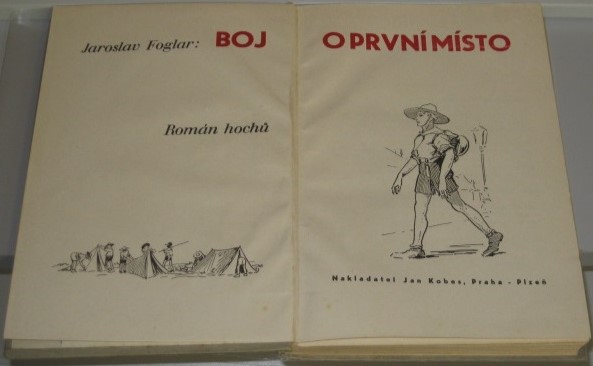 Jaroslav Foglar: BOJ O PRVNÍ MÍSTO
Román hochů
Nakladatel Jan Kobes, Praha - Plzeň